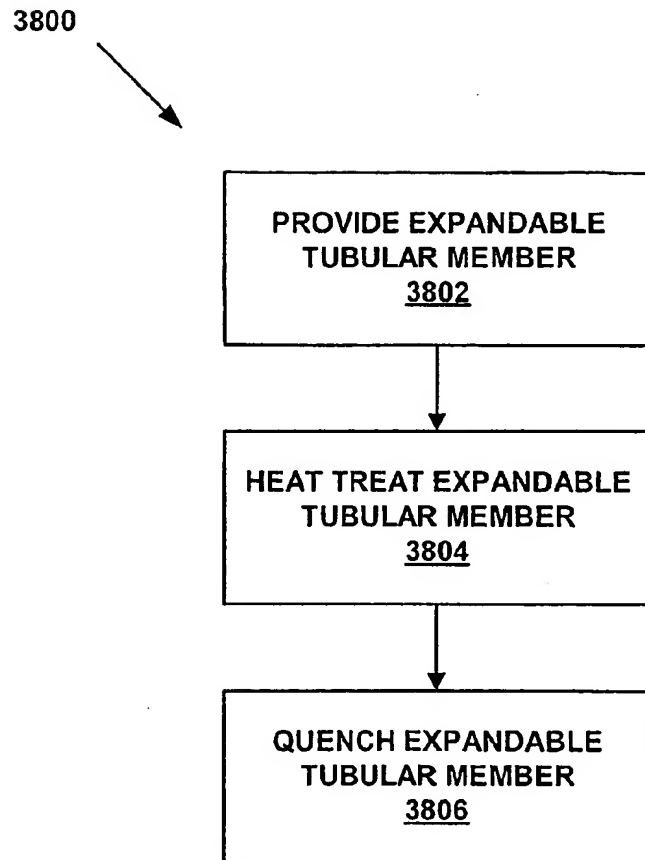 3800
PROVIDE EXPANDABLE
TUBULAR MEMBER
3802
HEAT TREAT EXPANDABLE
TUBULAR MEMBER
3804
QUENCH EXPANDABLE
TUBULAR MEMBER
3806